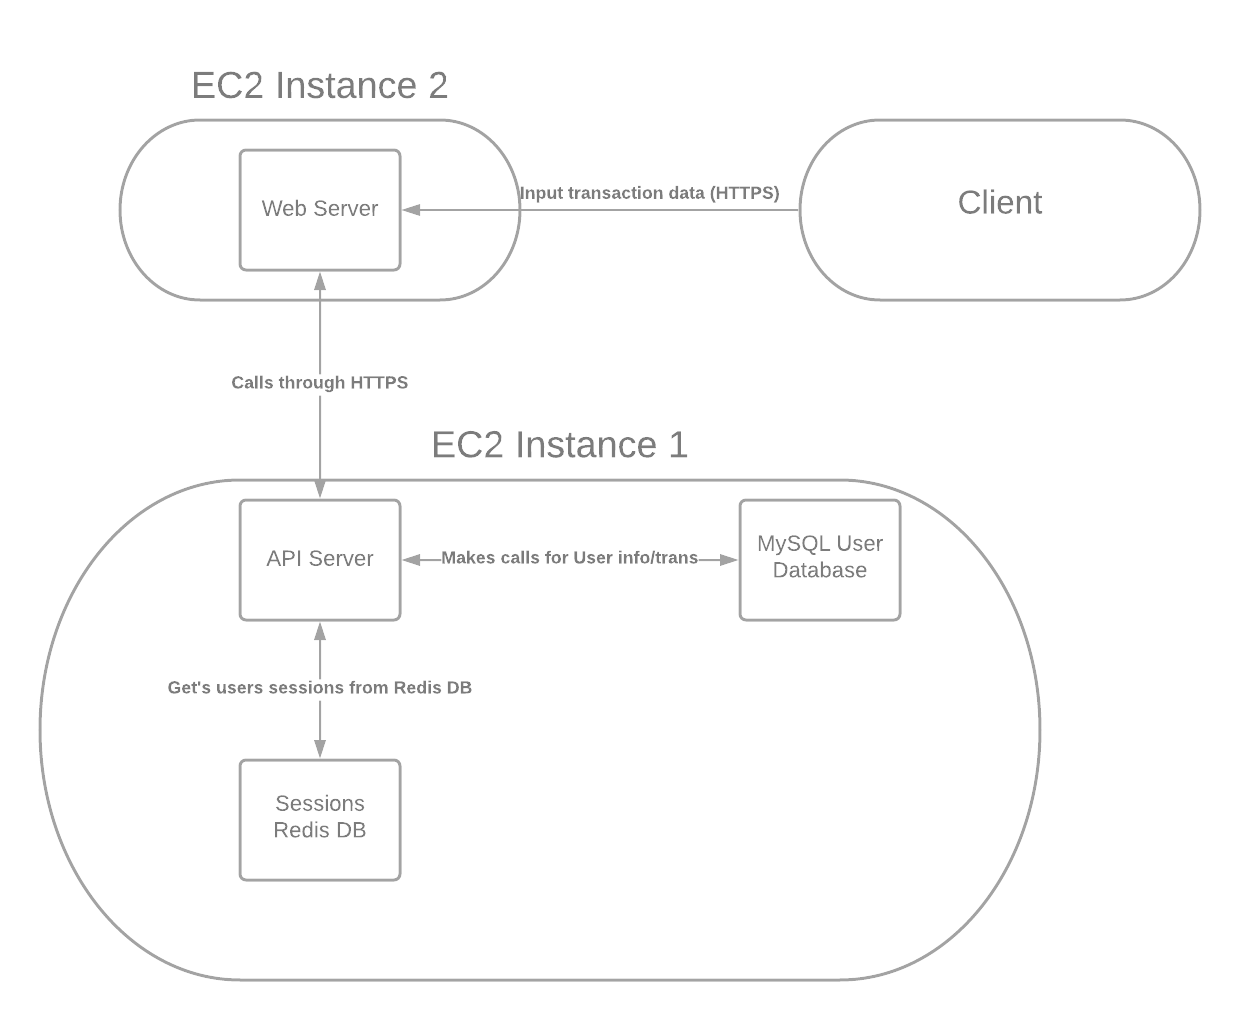 EC2 Instance 2
Web Server
Input transaction data (HTTPS)
Client
Calls through HTTPS
EC2 Instance 1
API Server
Makes calls for User info/trans
MySQL User
Database
Get's users sessions from Redis DB
Sessions
Redis DB